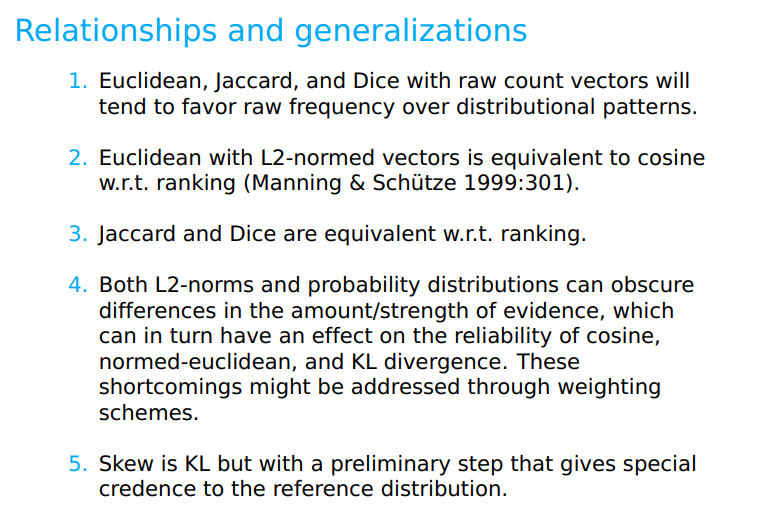 Relationships and generalizations
1. Euclidean, Jaccard, and Dice with raw count vectors will
tend to favor raw frequency over distributional patterns.
2. Euclidean with L2-normed vectors is equivalent to cosine
w.r.t. ranking (Manning & Schütze 1999:301).
3. Jaccard and Dice are equivalent w.r.t. ranking.
4. Both L2-norms and probability distributions can obscure
differences in the amount/strength of evidence, which
can in turn have an effect on the reliability of cosine,
normed-euclidean, and KL divergence. These
shortcomings might be addressed through weighting
schemes.
5. Skew is KL but with a preliminary step that gives special
credence to the reference distribution.